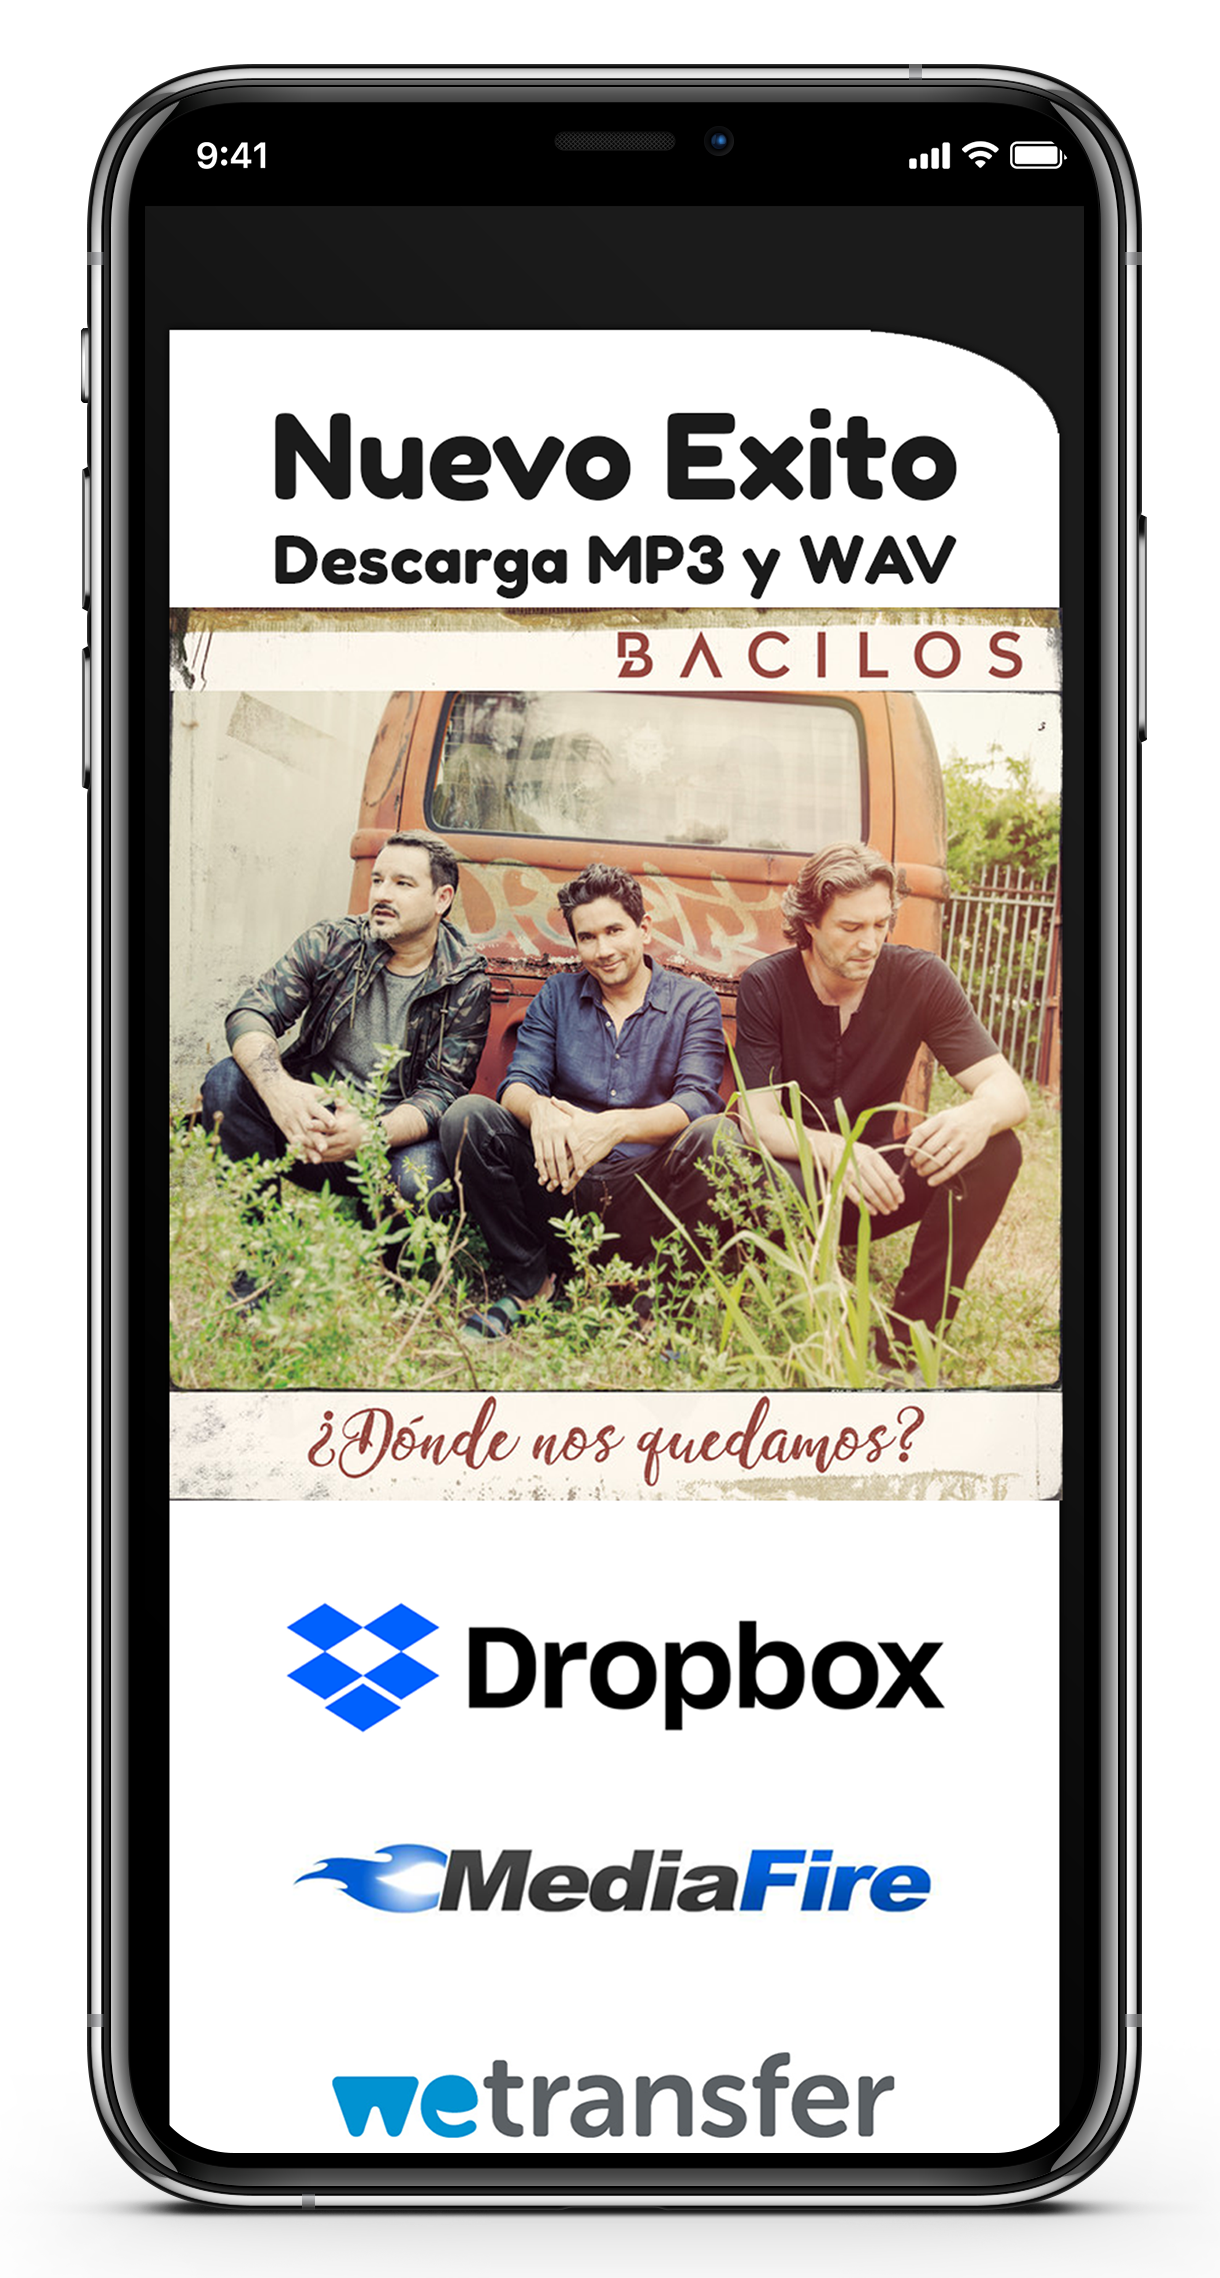 9:41
Nuevo Exito
Descarga MP3 y WAV
BACILOS
¿Dónde nos quedamos?
Dropbox
MediaFire
wetransfer